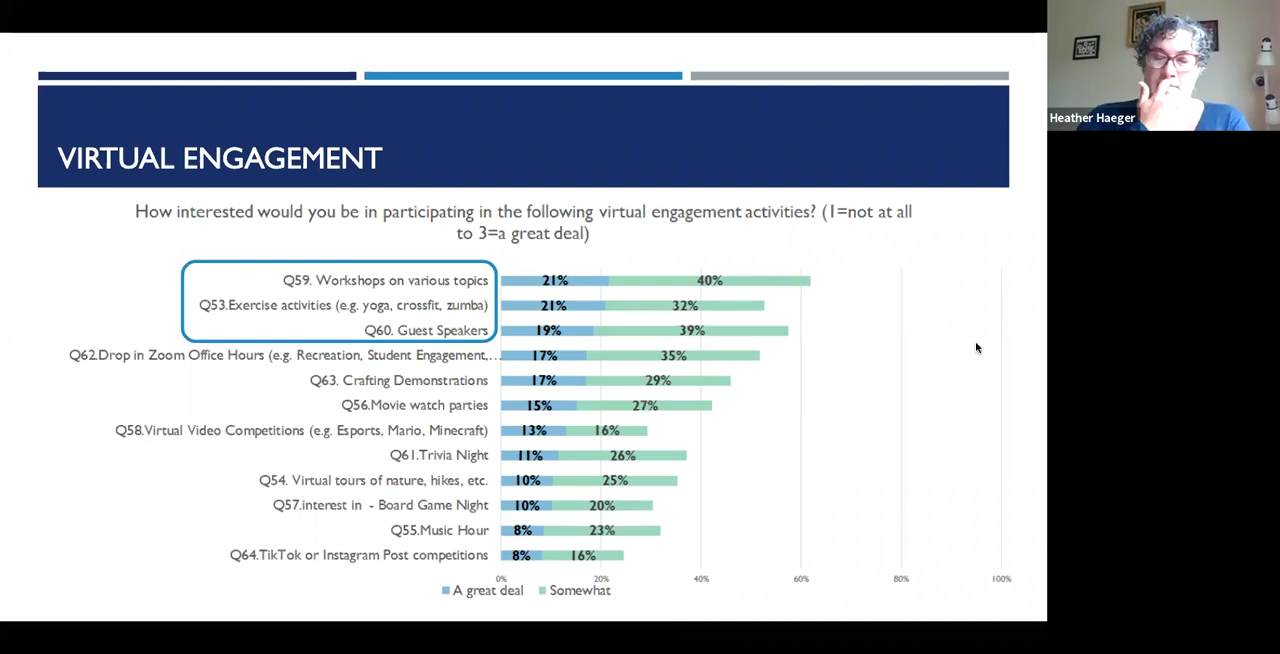 VIRTUAL ENGAGEMENT
How interested would you be in participating in the following virtual engagement activities? (1=not at all
to 3=a great deal)
Q59. Workshops on various topics 21% 40%
Q53.Exercise activities (e.g. yoga, crossfit, zumba) 21% 32%
Q60. Guest Speakers 19% 39%
Q62.Drop in Zoom Office Hours (e.g. Recreation, Student Engagement,... 17% 35%
Q63. Crafting Demonstrations 17% 29%
Q56.Movie watch parties 15% 27%
Q58.Virtual Video Competitions (e.g. Esports, Mario, Minecraft) 13% 16%
Q61.Trivia Night 11% 26%
Q54. Virtual tours of nature, hikes, etc. 10% 25%
Q57.interest in - Board Game Night 10% 20%
Q55.Music Hour 8% 23%
Q64.TikTok or Instagram Post competitions 8% 16%
0% 20% 40% 60% 80% 100%
A great deal Somewhat
Heather Haeger